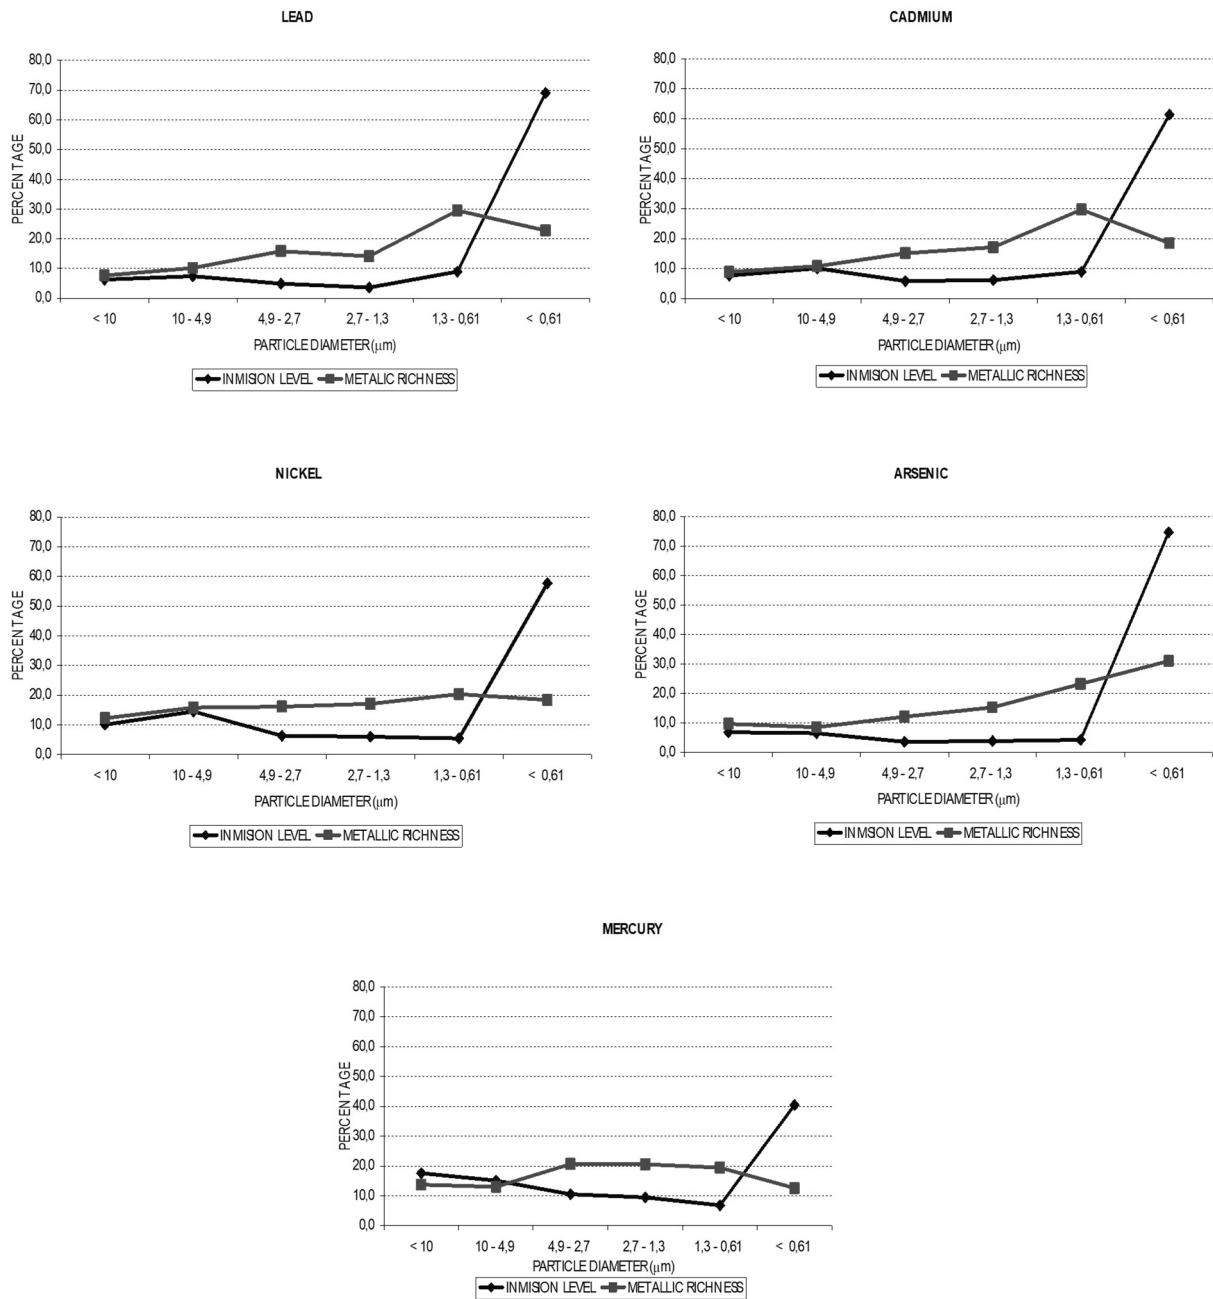 LEAD
80,0
70,0
60,0
50,0
40,0
30,0
20,0
10,0
0,0
PERCENTAGE
< 10 10 - 4,9 4,9 - 2,7 2,7 - 1,3 1,3 - 0,61 < 0,61
PARTICLE DIAMETER (µm)
INMISION LEVEL METALLIC RICHNESS
CADMIUM
80,0
70,0
60,0
50,0
40,0
30,0
20,0
10,0
0,0
PERCENTAGE
< 10 10 - 4,9 4,9 - 2,7 2,7 - 1,3 1,3 - 0,61 < 0,61
PARTICLE DIAMETER (µm)
INMISION LEVEL METALLIC RICHNESS
NICKEL
80,0
70,0
60,0
50,0
40,0
30,0
20,0
10,0
0,0
PERCENTAGE
< 10 10 - 4,9 4,9 - 2,7 2,7 - 1,3 1,3 - 0,61 < 0,61
PARTICLE DIAMETER (µm)
INMISION LEVEL METALLIC RICHNESS
ARSENIC
80,0
70,0
60,0
50,0
40,0
30,0
20,0
10,0
0,0
PERCENTAGE
< 10 10 - 4,9 4,9 - 2,7 2,7 - 1,3 1,3 - 0,61 < 0,61
PARTICLE DIAMETER (µm)
INMISION LEVEL METALLIC RICHNESS
MERCURY
80,0
70,0
60,0
50,0
40,0
30,0
20,0
10,0
0,0
PERCENTAGE
< 10 10 - 4,9 4,9 - 2,7 2,7 - 1,3 1,3 - 0,61 < 0,61
PARTICLE DIAMETER (µm)
INMISION LEVEL METALLIC RICHNESS